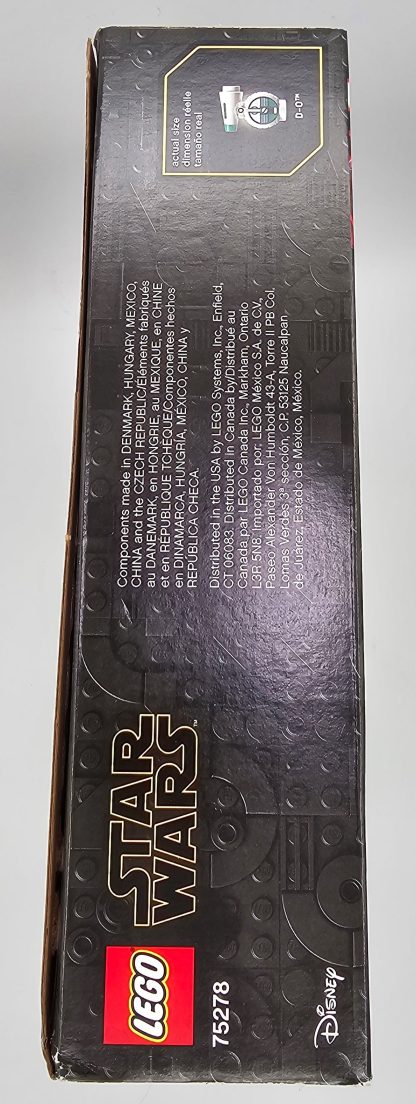 LEGO
STAR
WARS™
75278
Disney
Components made in DENMARK, HUNGARY, MEXICO,
CHINA and the CZECH REPUBLIC/Éléments fabriqués
au DANEMARK, en HONGRIE, au MEXIQUE, en CHINE
et en RÉPUBLIQUE TCHÈQUE/Componentes hechos
en DINAMARCA, HUNGRÍA, MÉXICO, CHINA y
REPÚBLICA CHECA.
Distributed in the USA by LEGO Systems, Inc., Enfield,
CT 06083. Distributed in Canada by/Distribué au
Canada par LEGO Canada Inc., Markham, Ontario
L3R 5N8. Importado por: LEGO México S.A. de C.V.,
Paseo Alexander Von Humboldt 43-A, Torre II PB Col.
Lomas Verdes 3ª sección, C.P. 53125 Naucalpan
de Juárez, Estado de México, México.
actual size
dimension réelle
tamaño real
D-O™